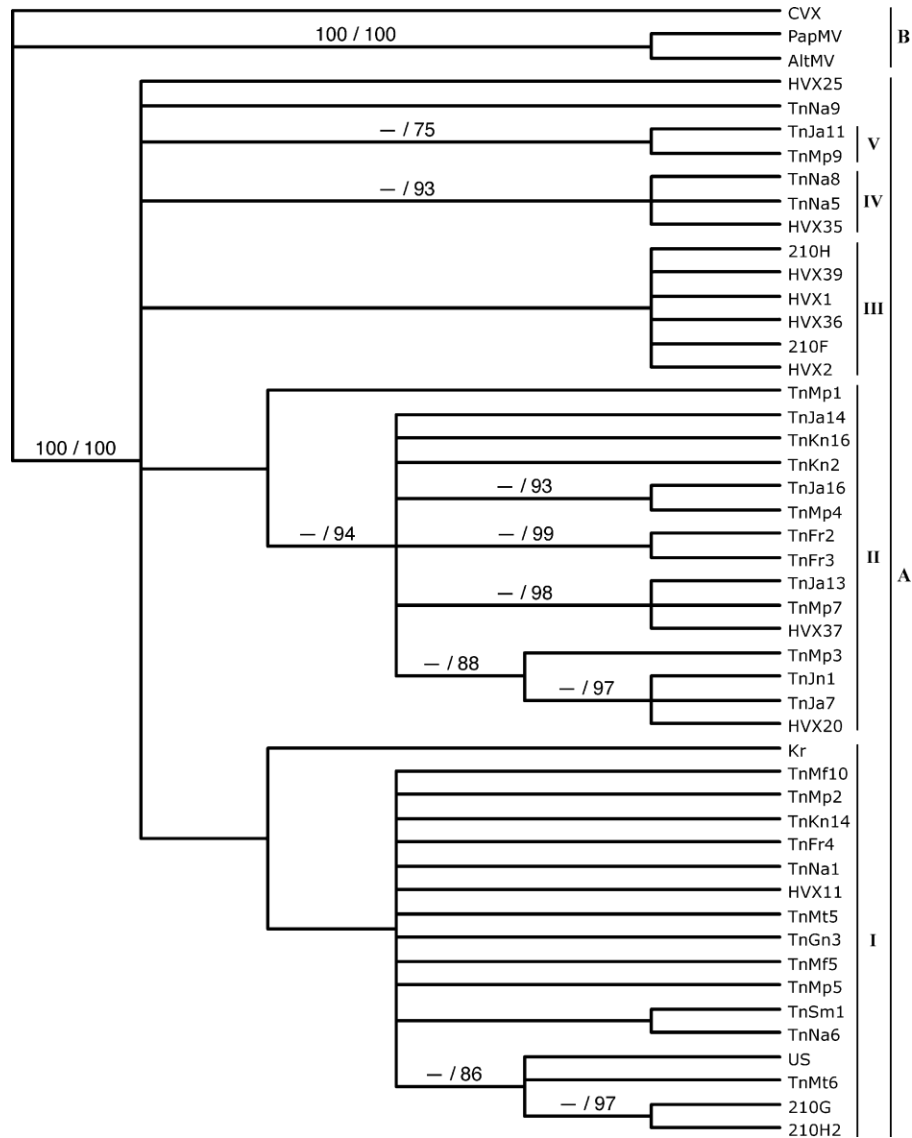 CVX
100 / 100
PapMV
B
AltMV
HVX25
TnNa9
— / 75
TnJa11
V
TnMp9
— / 93
TnNa8
TnNa5
IV
HVX35
210H
HVX39
HVX1
III
HVX36
210F
HVX2
TnMp1
TnJa14
100 / 100
TnKn16
TnKn2
— / 93
TnJa16
TnMp4
— / 94
— / 99
TnFr2
TnFr3
II
A
TnJa13
— / 98
TnMp7
HVX37
TnMp3
— / 88
TnJn1
— / 97
TnJa7
HVX20
Kr
TnMf10
TnMp2
TnKn14
TnFr4
TnNa1
HVX11
TnMt5
TnGn3
I
TnMf5
TnMp5
TnSm1
TnNa6
US
— / 86
TnMt6
— / 97
210G
210H2